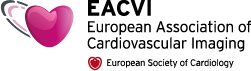 EACVI
European Association of
Cardiovascular Imaging
European Society of Cardiology